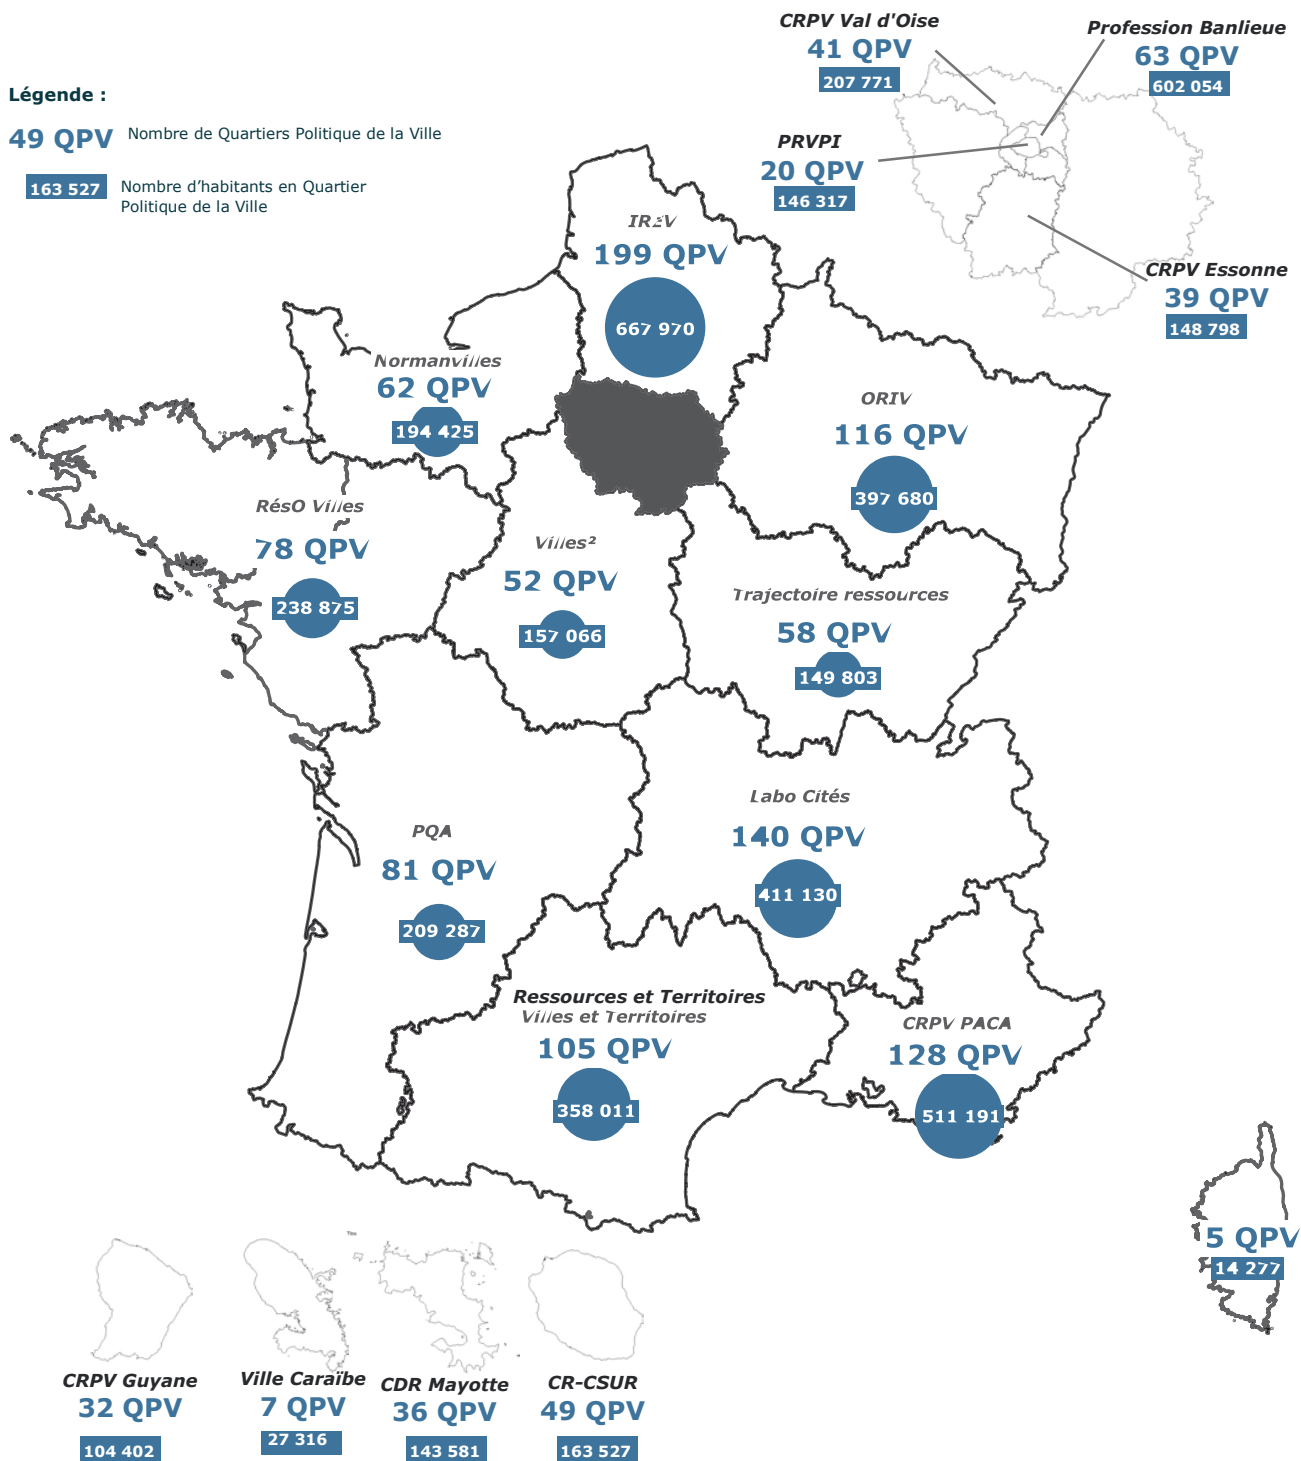 CRPV Val d'Oise
41 QPV
207 771
Profession Banlieue
63 QPV
602 054
Légende :
49 QPV
Nombre de Quartiers Politique de la Ville
163 527
Nombre d'habitants en Quartier
Politique de la Ville
PRVPI
20 QPV
146 317
CRPV Essonne
39 QPV
148 798
IREV
199 QPV
667 970
Normanvilles
62 QPV
194 425
ORIV
116 QPV
397 680
RésO Villes
78 QPV
238 875
Villes²
52 QPV
157 066
Trajectoire ressources
58 QPV
149 803
Labo Cités
140 QPV
411 130
PQA
81 QPV
209 287
Ressources et Territoires
Villes et Territoires
105 QPV
358 011
CRPV PACA
128 QPV
511 191
5 QPV
14 277
CRPV Guyane
32 QPV
104 402
Ville Caraïbe
7 QPV
27 316
CDR Mayotte
36 QPV
143 581
CR-CSUR
49 QPV
163 527